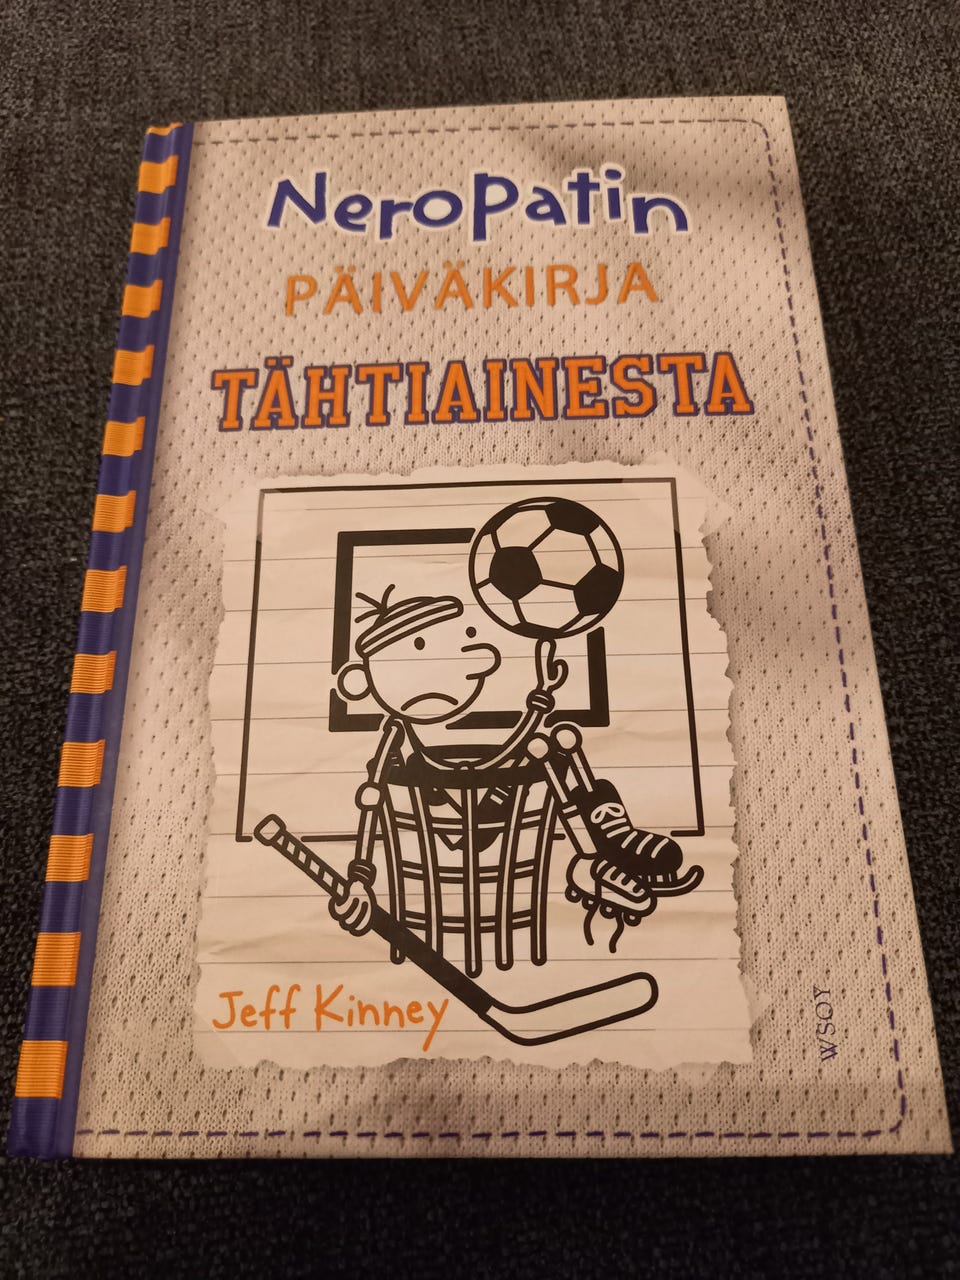 Neropatin
PÄIVÄKIRJA
TÄHTIAINESTA
Jeff Kinney
WSOY